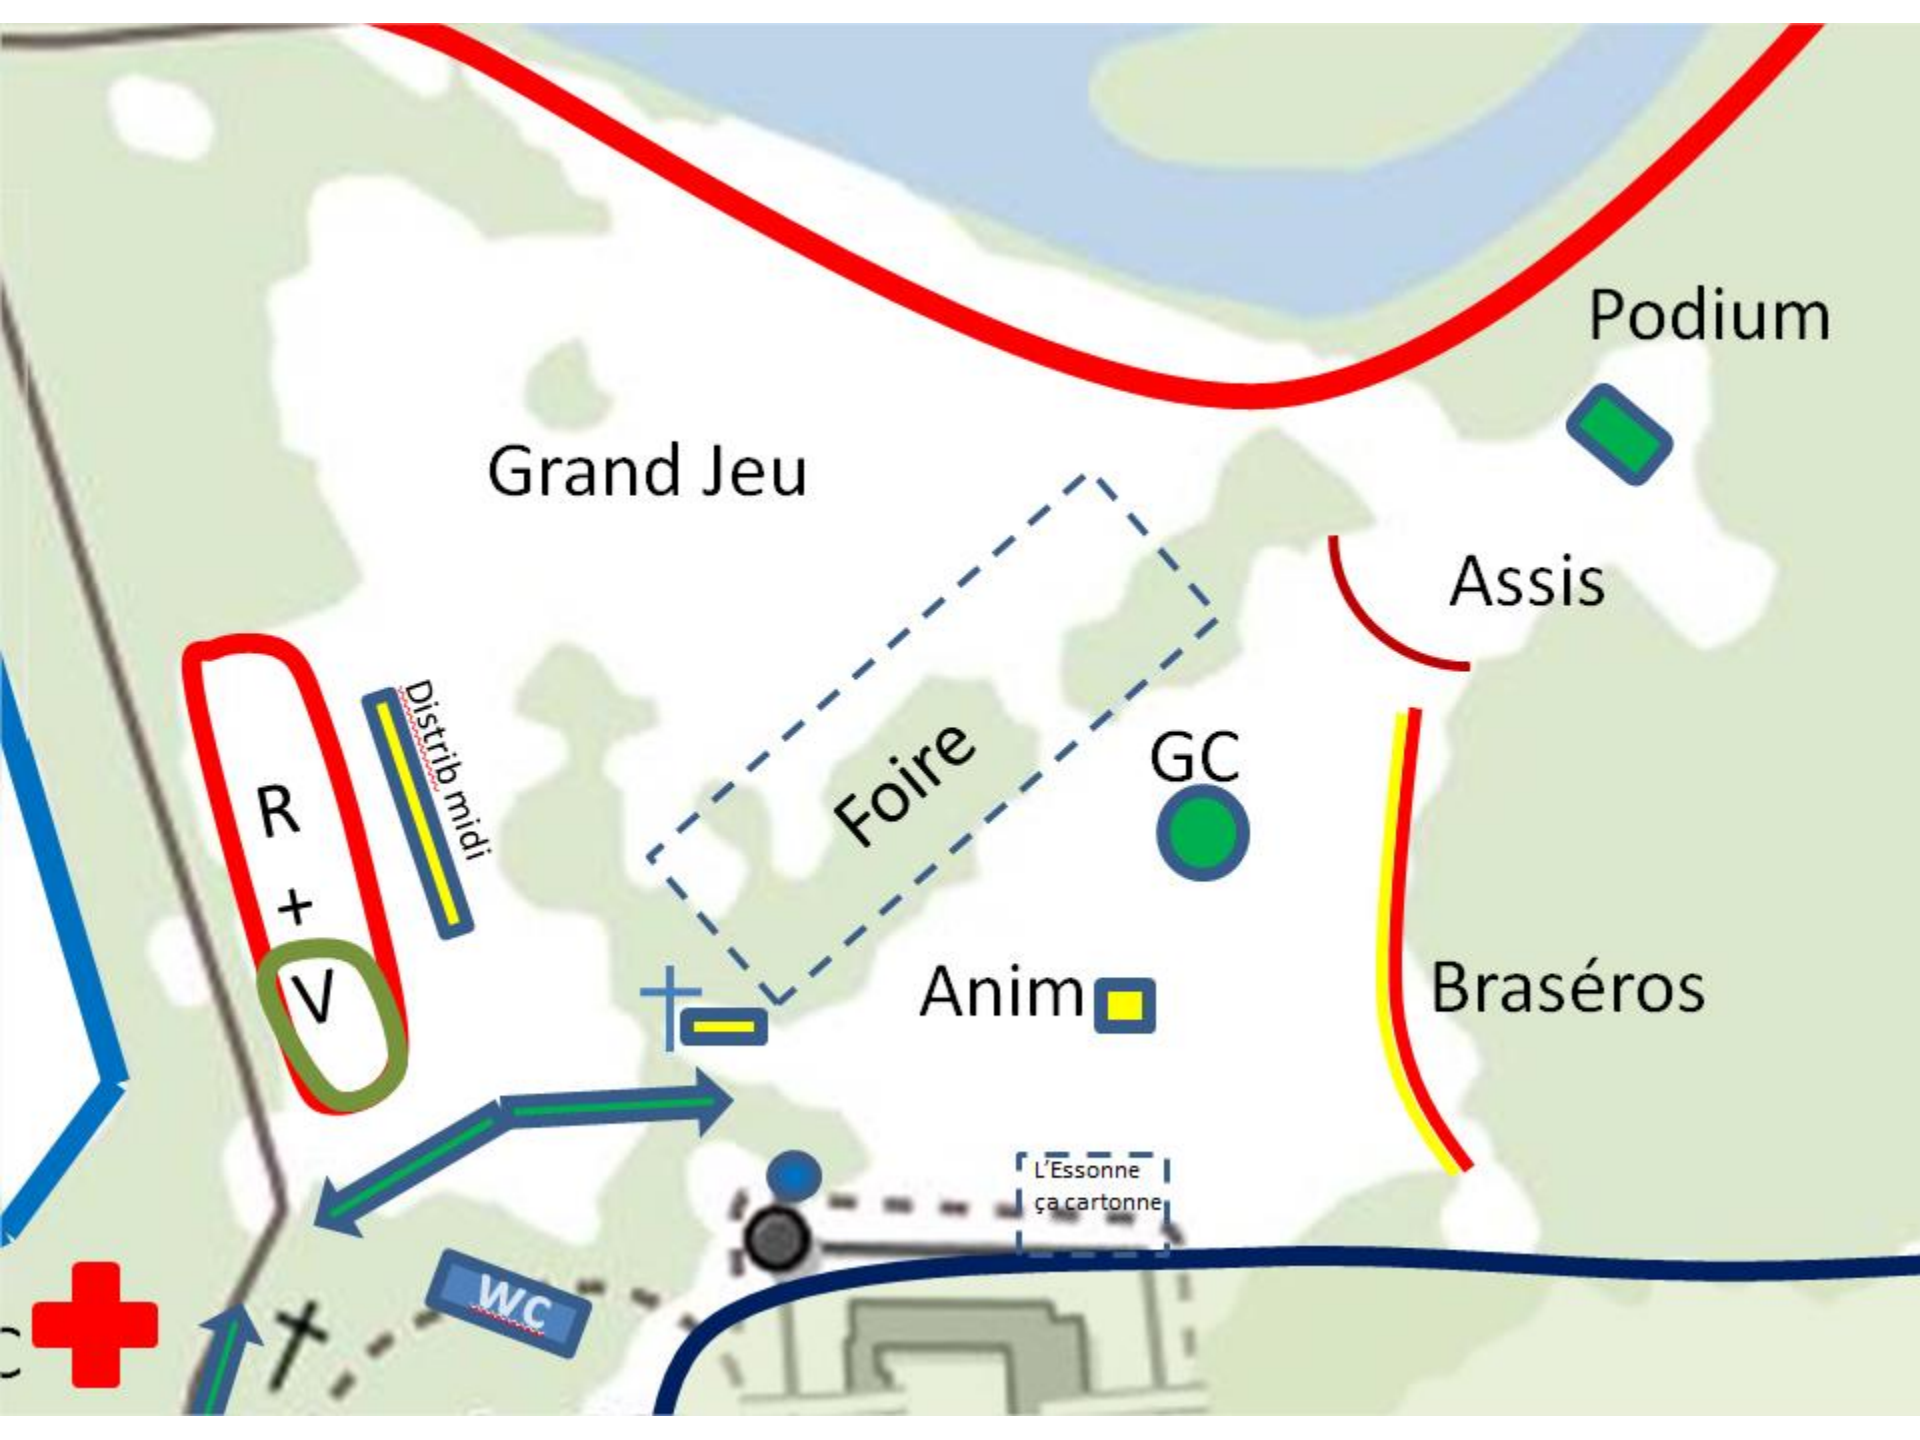 Podium
Grand Jeu
Assis
Distrib midi
GC
Foire
R
+
V
Anim
Braséros
L'Essonne
ça cartonne
WC
C